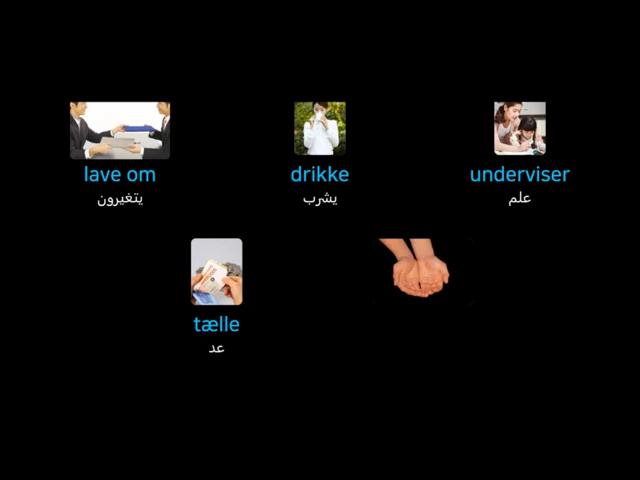 lave om
drikke
underviser
يتغيرون
يشرب
علم
tælle
عد